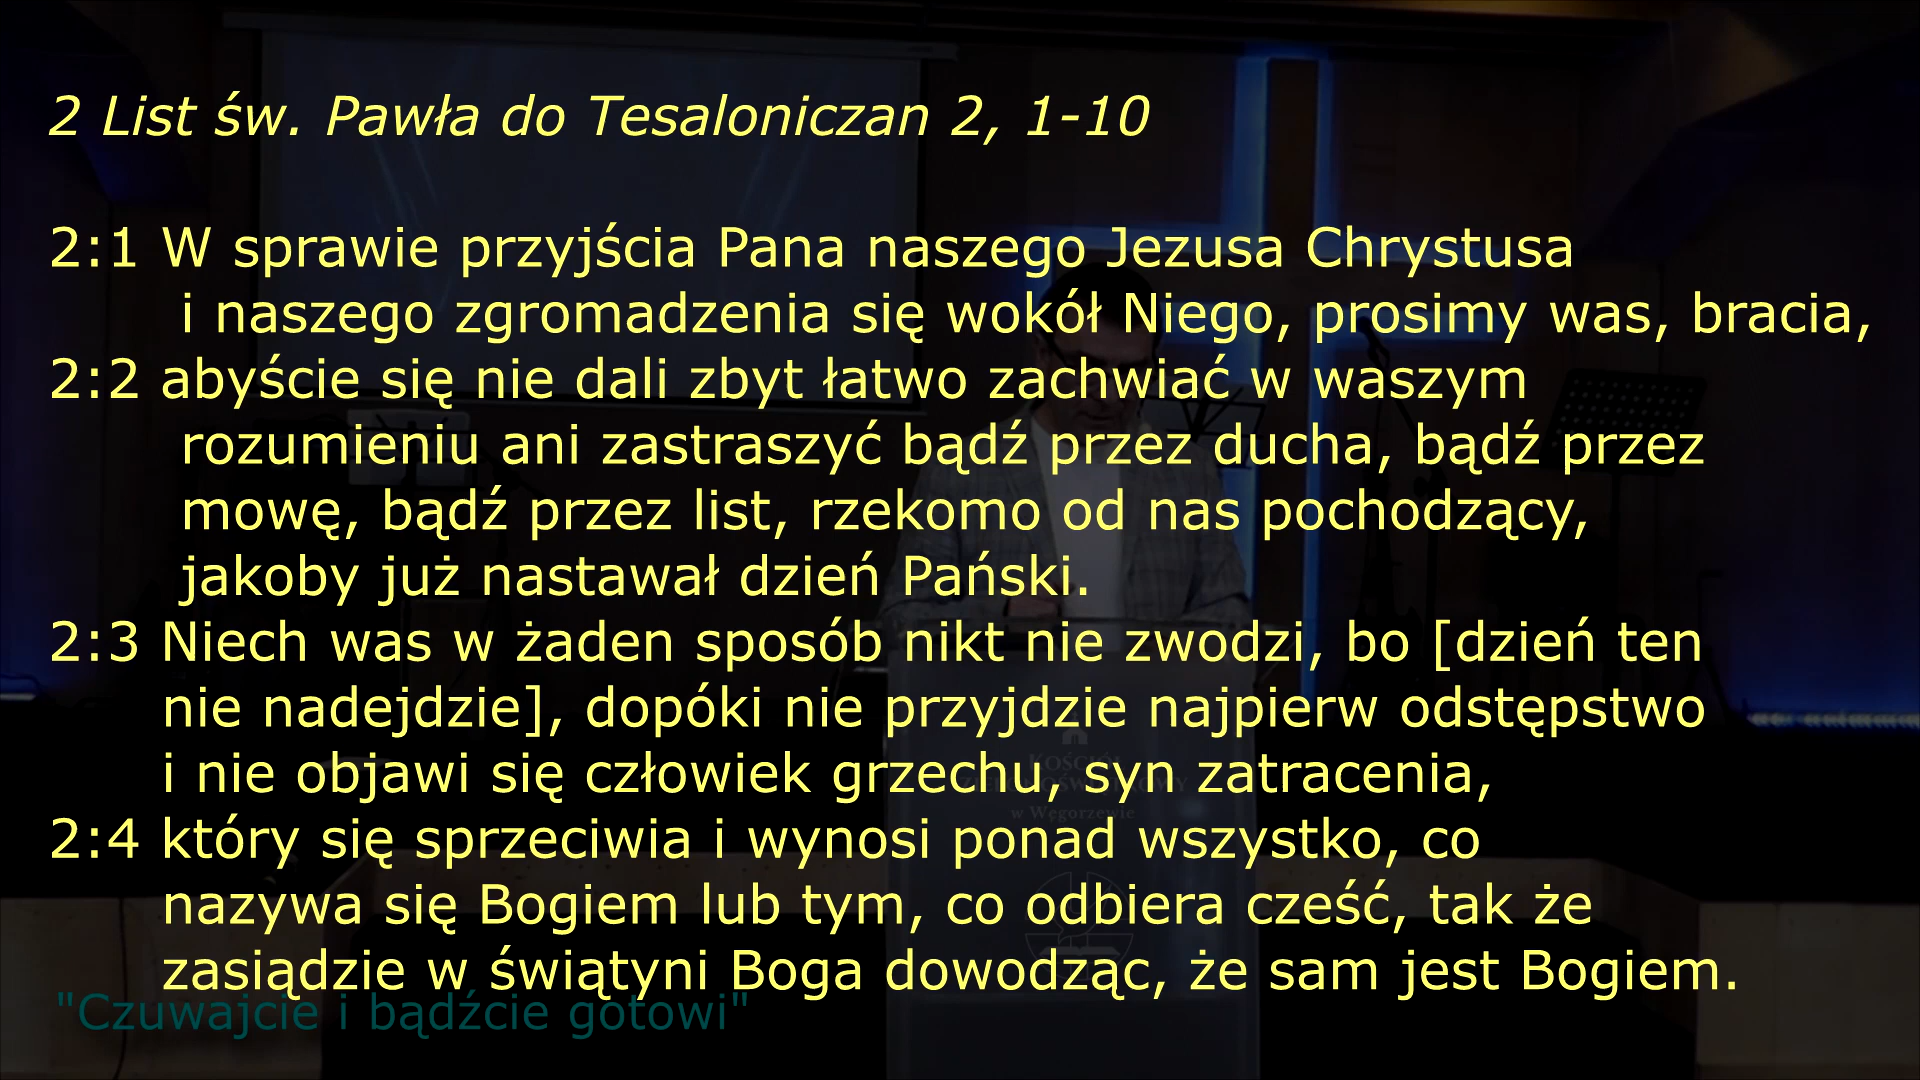 2 List św. Pawła do Tesaloniczan 2, 1-10
2:1 W sprawie przyjścia Pana naszego Jezusa Chrystusa
i naszego zgromadzenia się wokół Niego, prosimy was, bracia,
2:2 abyście się nie dali zbyt łatwo zachwiać w waszym
rozumieniu ani zastraszyć bądź przez ducha, bądź przez
mowę, bądź przez list, rzekomo od nas pochodzący,
jakoby już nastawał dzień Pański.
2:3 Niech was w żaden sposób nikt nie zwodzi, bo [dzień ten
nie nadejdzie], dopóki nie przyjdzie najpierw odstępstwo
i nie objawi się człowiek grzechu, syn zatracenia,
2:4 który się sprzeciwia i wynosi ponad wszystko, co
nazywa się Bogiem lub tym, co odbiera cześć, tak że
zasiądzie w świątyni Boga dowodząc, że sam jest Bogiem.
"Czuwajcie i bądźcie gotowi"
KOŚCIÓŁ
w Węgorzewie